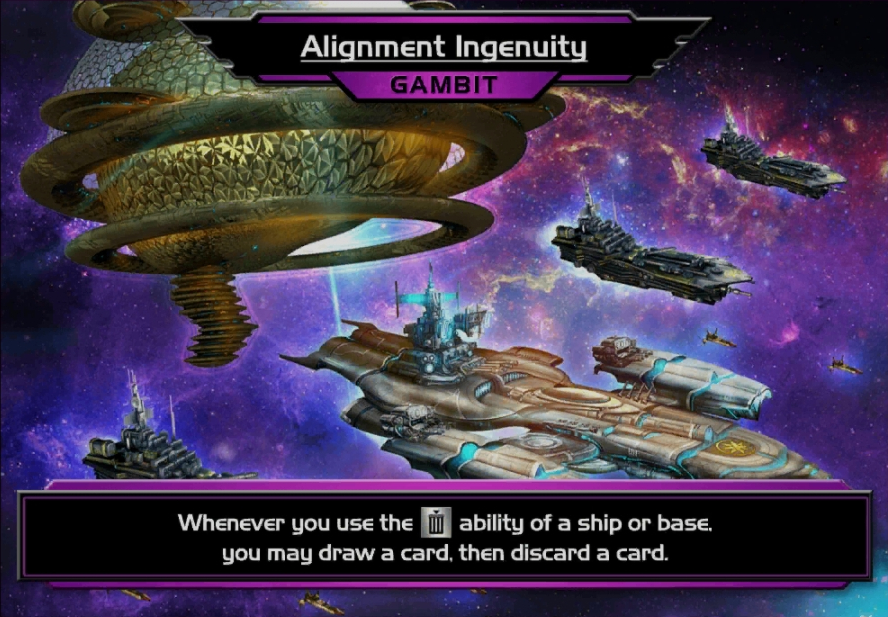 Alignment Ingenuity
GAMBIT
Whenever you use the ability of a ship or base,
you may draw a card, then discard a card.